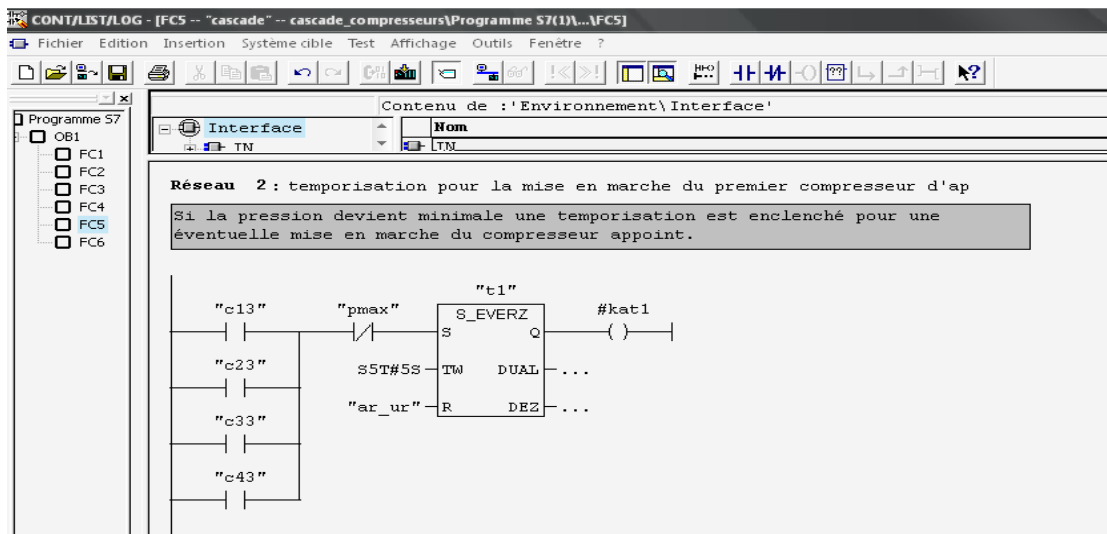 CONT/LIST/LOG - [FC5 -- "cascade" -- cascade_compresseurs\Programme S7(1)\...\FC5]
Fichier Edition Insertion Système cible Test Affichage Outils Fenêtre ?
Contenu de :'Environnement\Interface'
Programme S7
OB1
FC1
FC2
FC3
FC4
FC5
FC6
Interface
TN
Nom
IN
Réseau 2 : temporisation pour la mise en marche du premier compresseur d'ap
Si la pression devient minimale une temporisation est enclenché pour une
éventuelle mise en marche du compresseur appoint.
"t1"
"c13" "pmax" S_EVERZ #kat1
S Q
"c23" S5T#5S TW DUAL ...
"ar_ur" R DEZ ...
"c33"
"c43"